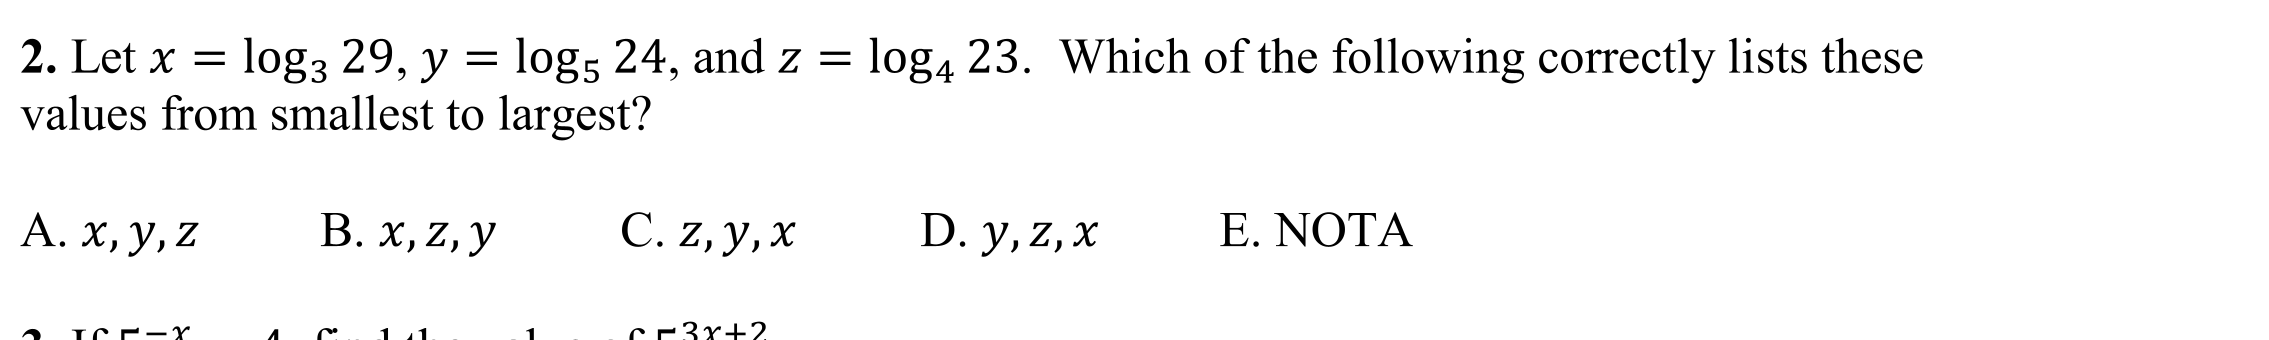 2. Let x = log₃ 29, y = log₅ 24, and z = log₄ 23. Which of the following correctly lists these
values from smallest to largest?
A. x, y, z B. x, z, y C. z, y, x D. y, z, x E. NOTA